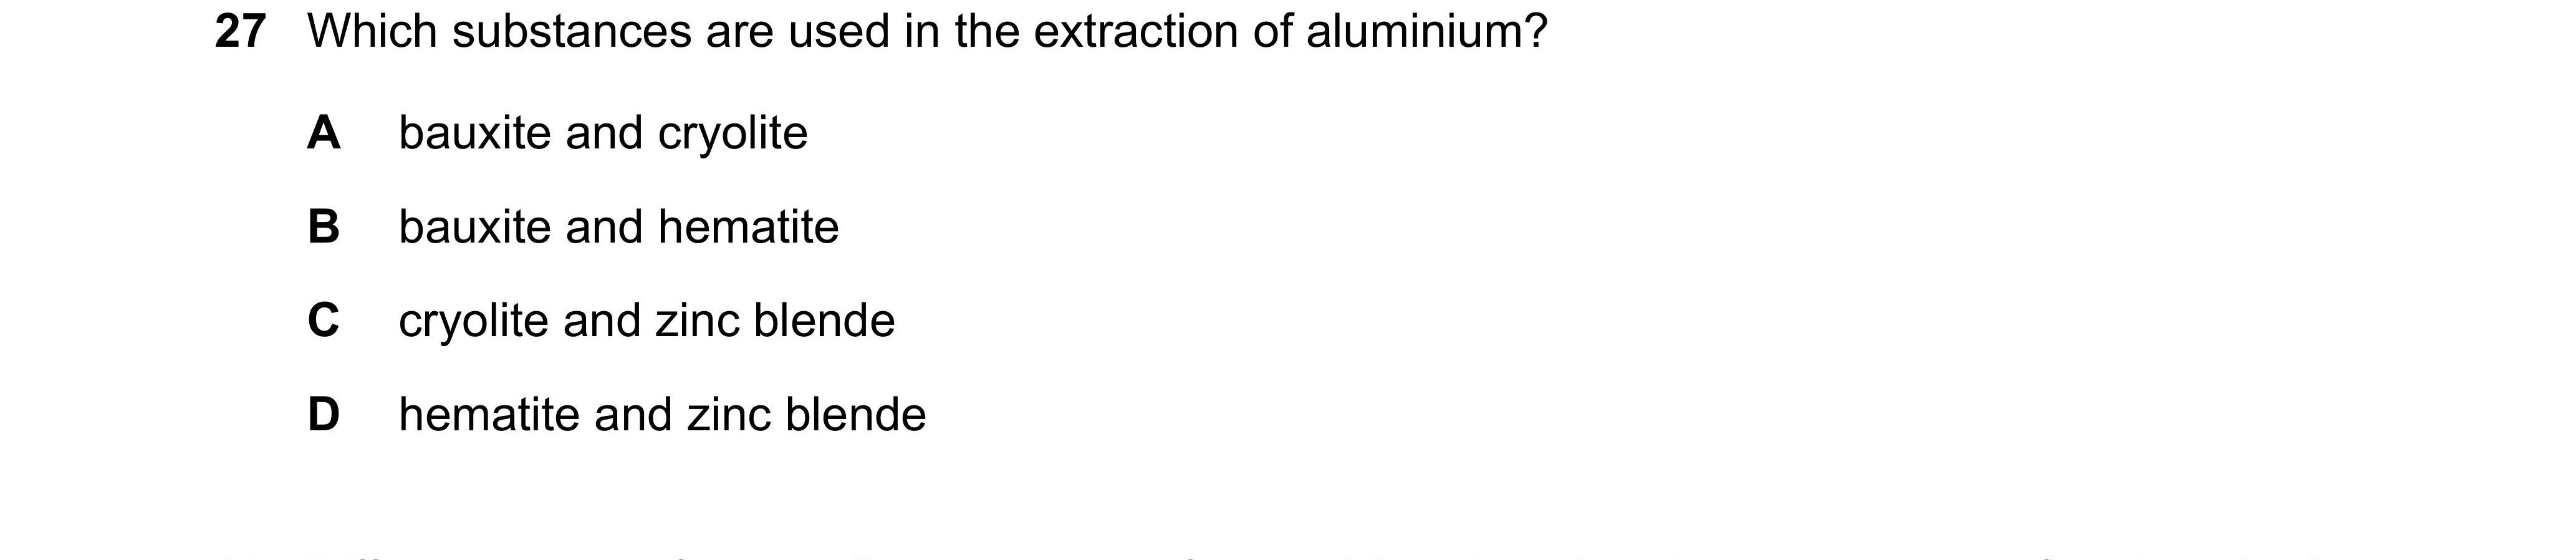 27 Which substances are used in the extraction of aluminium?
A bauxite and cryolite
B bauxite and hematite
C cryolite and zinc blende
D hematite and zinc blende